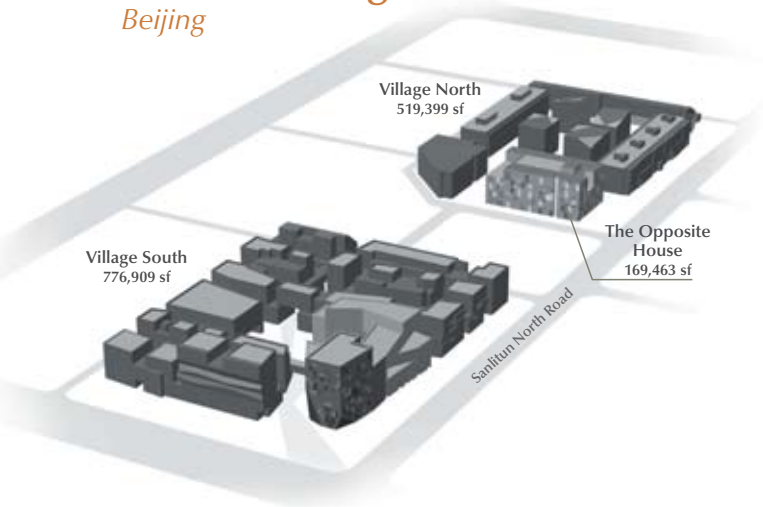 Beijing
Village North
519,399 sf
The Opposite
House
169,463 sf
Village South
776,909 sf
Sanlitun North Road